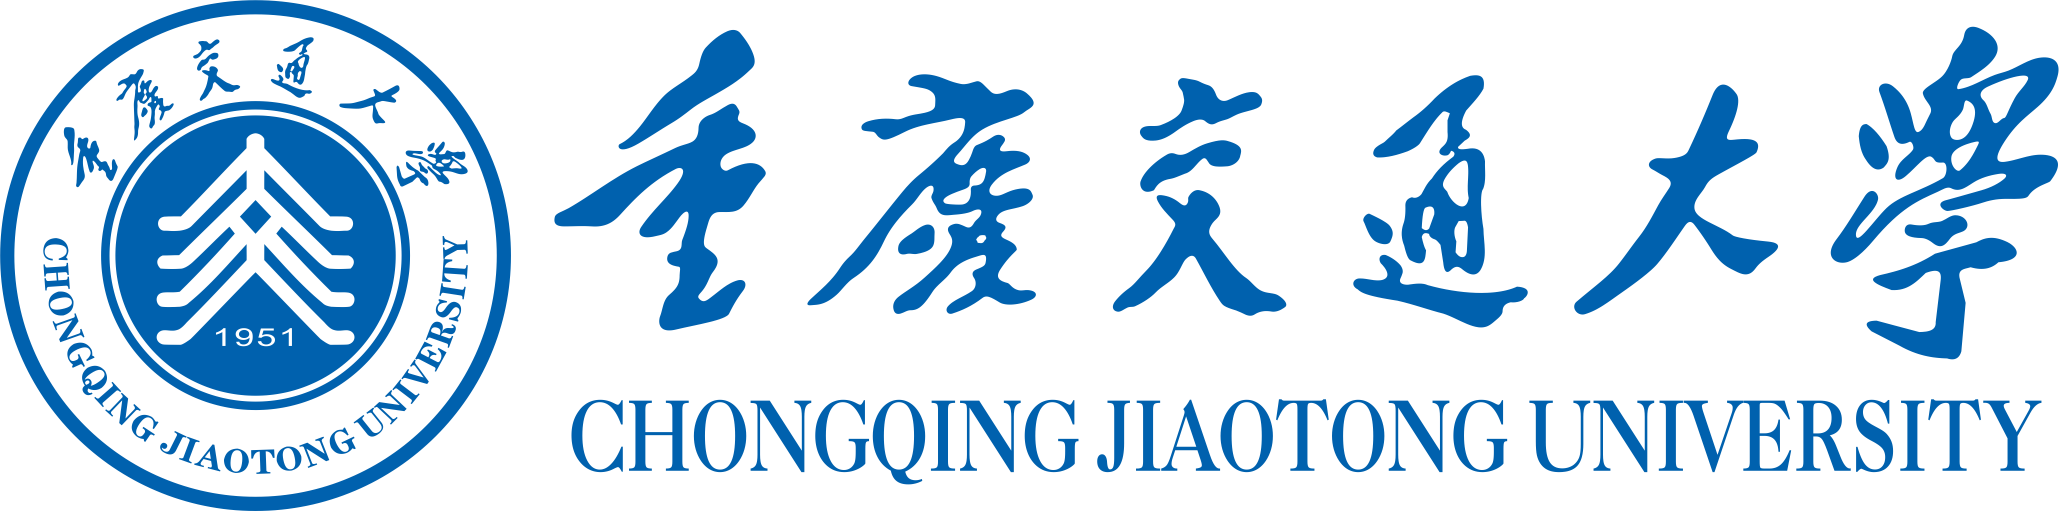 重慶交通大學
1951
CHONGQING JIAOTONG UNIVERSITY
重慶交通大學
CHONGQING JIAOTONG UNIVERSITY